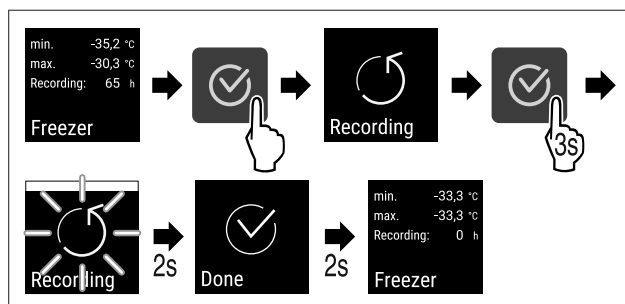 min. -35,2 °C
max. -30,3 °C
Recording: 65 h
Freezer
Recording
3s
Recording
2s
Done
2s
min. -33,3 °C
max. -33,3 °C
Recording: 0 h
Freezer